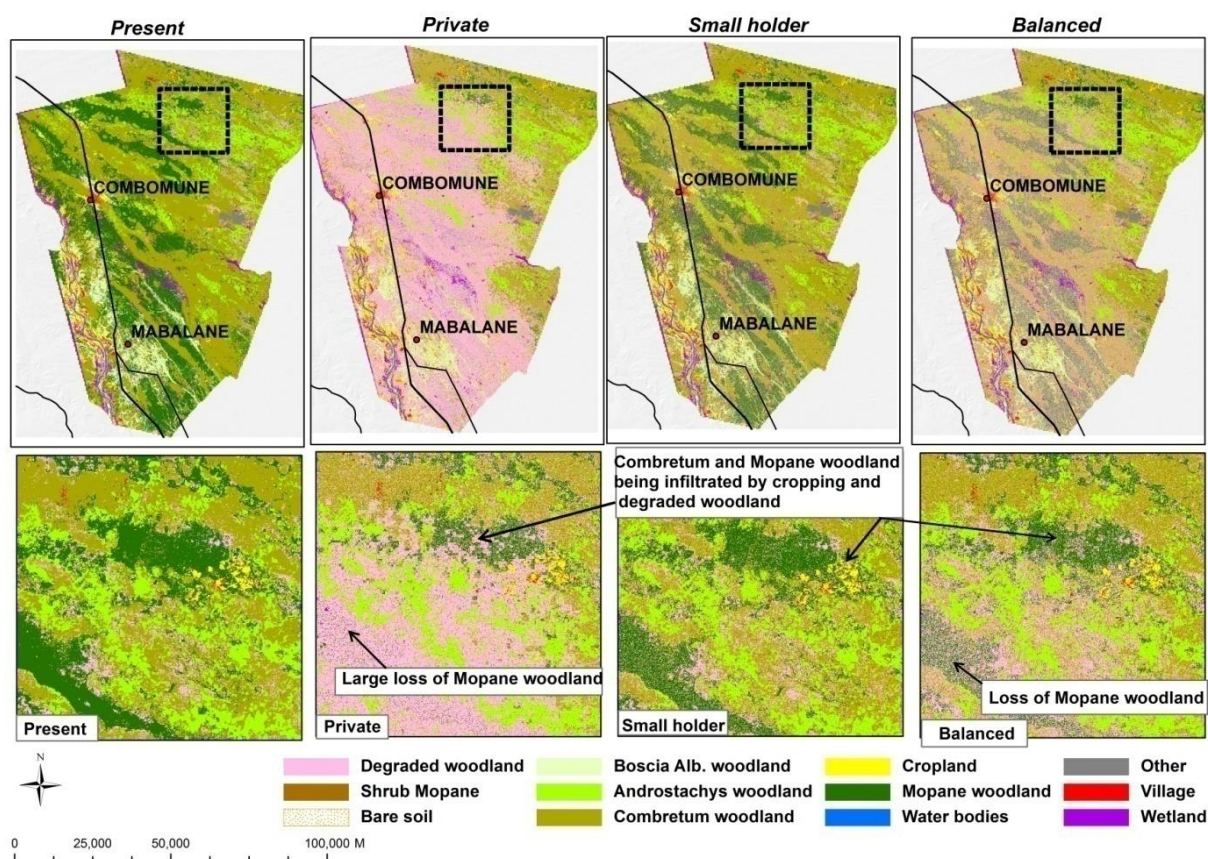 Present
Private
Small holder
Balanced
COMBOMUNE
MABALANE
COMBOMUNE
MABALANE
COMBOMUNE
MABALANE
COMBOMUNE
MABALANE
Combretum and Mopane woodland
being infiltrated by cropping and
degraded woodland
Large loss of Mopane woodland
Loss of Mopane woodland
Present
Private
Small holder
Balanced
N
Degraded woodland
Boscia Alb. woodland
Cropland
Other
Shrub Mopane
Androstachys woodland
Mopane woodland
Village
Bare soil
Combretum woodland
Water bodies
Wetland
0 25,000 50,000 100,000 M